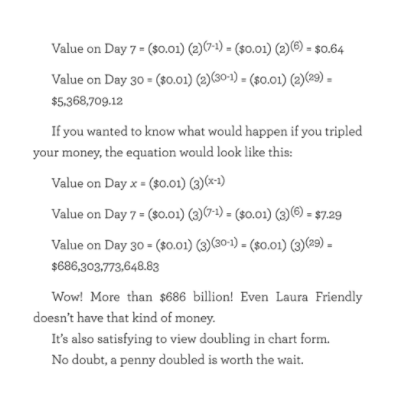 Value on Day 7 = ($0.01) (2)^(7-1) = ($0.01) (2)^(6) = $0.64
Value on Day 30 = ($0.01) (2)^(30-1) = ($0.01) (2)^(29) =
$5,368,709.12
If you wanted to know what would happen if you tripled
your money, the equation would look like this:
Value on Day x = ($0.01) (3)^(x-1)
Value on Day 7 = ($0.01) (3)^(7-1) = ($0.01) (3)^(6) = $7.29
Value on Day 30 = ($0.01) (3)^(30-1) = ($0.01) (3)^(29) =
$686,303,773,648.83
Wow! More than $686 billion! Even Laura Friendly
doesn't have that kind of money.
It's also satisfying to view doubling in chart form.
No doubt, a penny doubled is worth the wait.